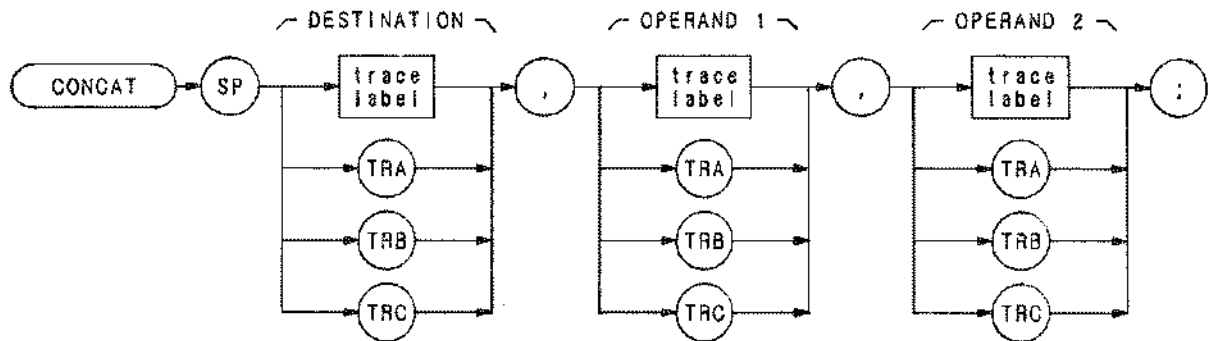 DESTINATION OPERAND 1 OPERAND 2
CONCAT SP trace label , trace label , trace label ;
TRA TRA TRA
TRB TRB TRB
TRC TRC TRC